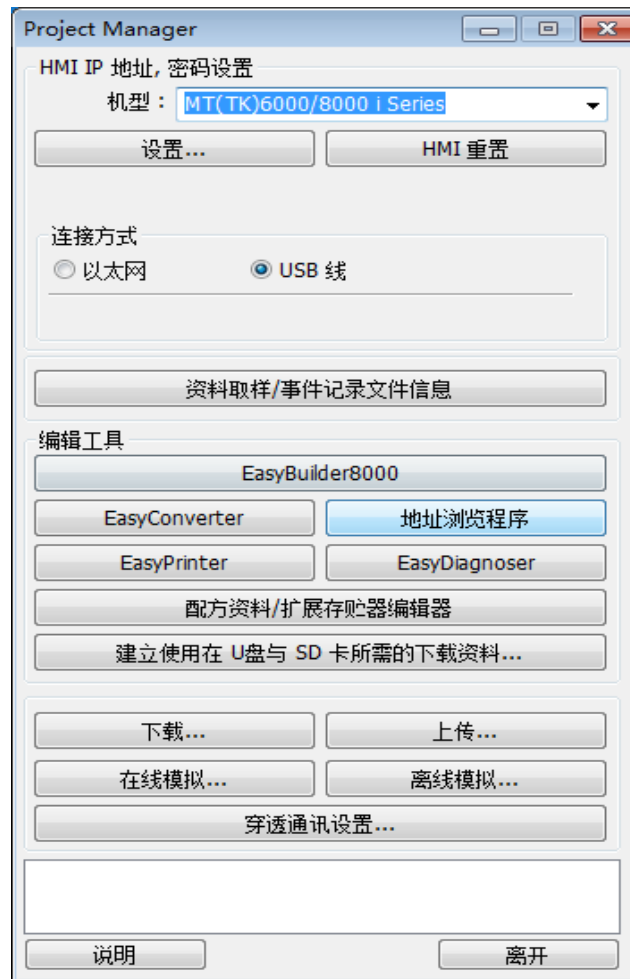 Project Manager
HMI IP 地址, 密码设置
机型： MT(TK)6000/8000 i Series
设置... HMI 重置
连接方式
以太网 USB 线
资料取样/事件记录文件信息
编辑工具
EasyBuilder8000
EasyConverter 地址浏览程序
EasyPrinter EasyDiagnoser
配方资料/扩展存贮器编辑器
建立使用在 U盘与 SD 卡所需的下载资料...
下载... 上传...
在线模拟... 离线模拟...
穿透通讯设置...
说明 离开